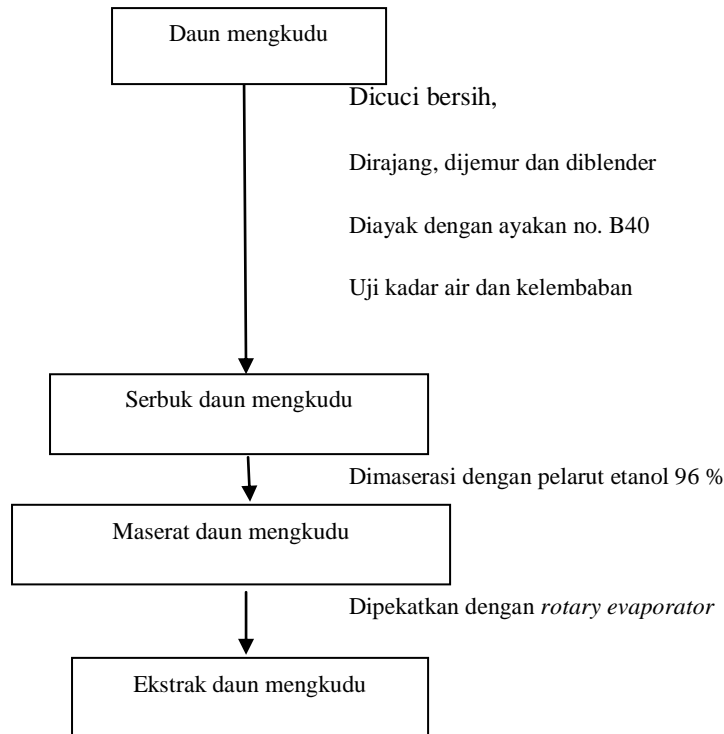 Daun mengkudu
Dicuci bersih,
Dirajang, dijemur dan diblender
Diayak dengan ayakan no. B40
Uji kadar air dan kelembaban
Serbuk daun mengkudu
Dimaserasi dengan pelarut etanol 96 %
Maserat daun mengkudu
Dipekatkan dengan rotary evaporator
Ekstrak daun mengkudu